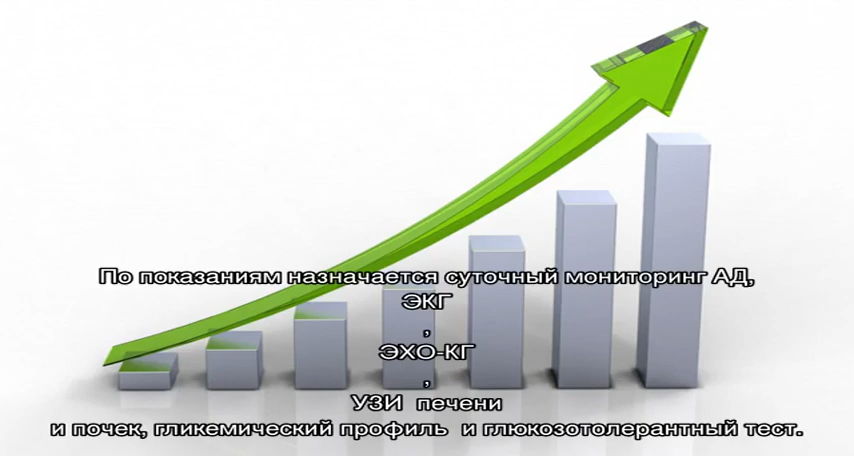 По показаниям назначается суточный мониторинг АД,
ЭКГ
,
ЭХО-КГ
,
УЗИ печени
и почек, гликемический профиль и глюкозотолерантный тест.